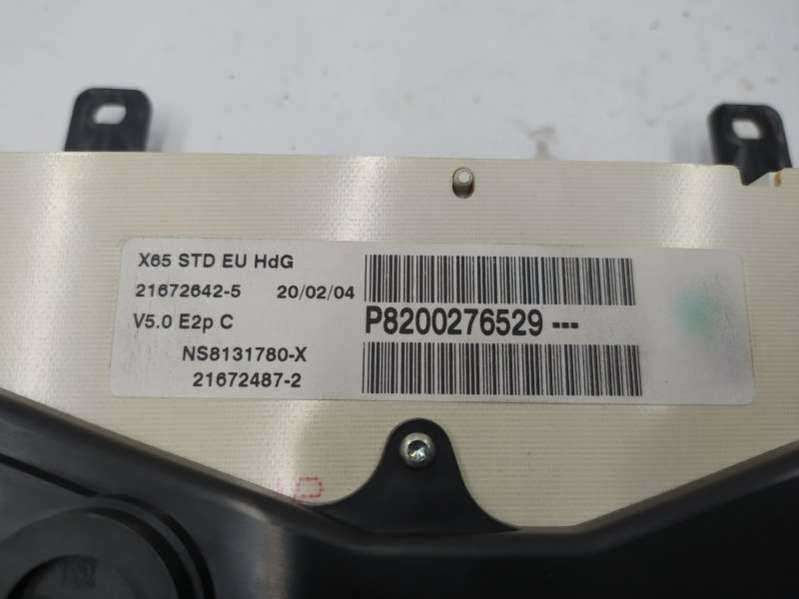 X65 STD EU HdG
21672642-5 20/02/04
V5.0 E2p C
P8200276529---
NS8131780-X
21672487-2